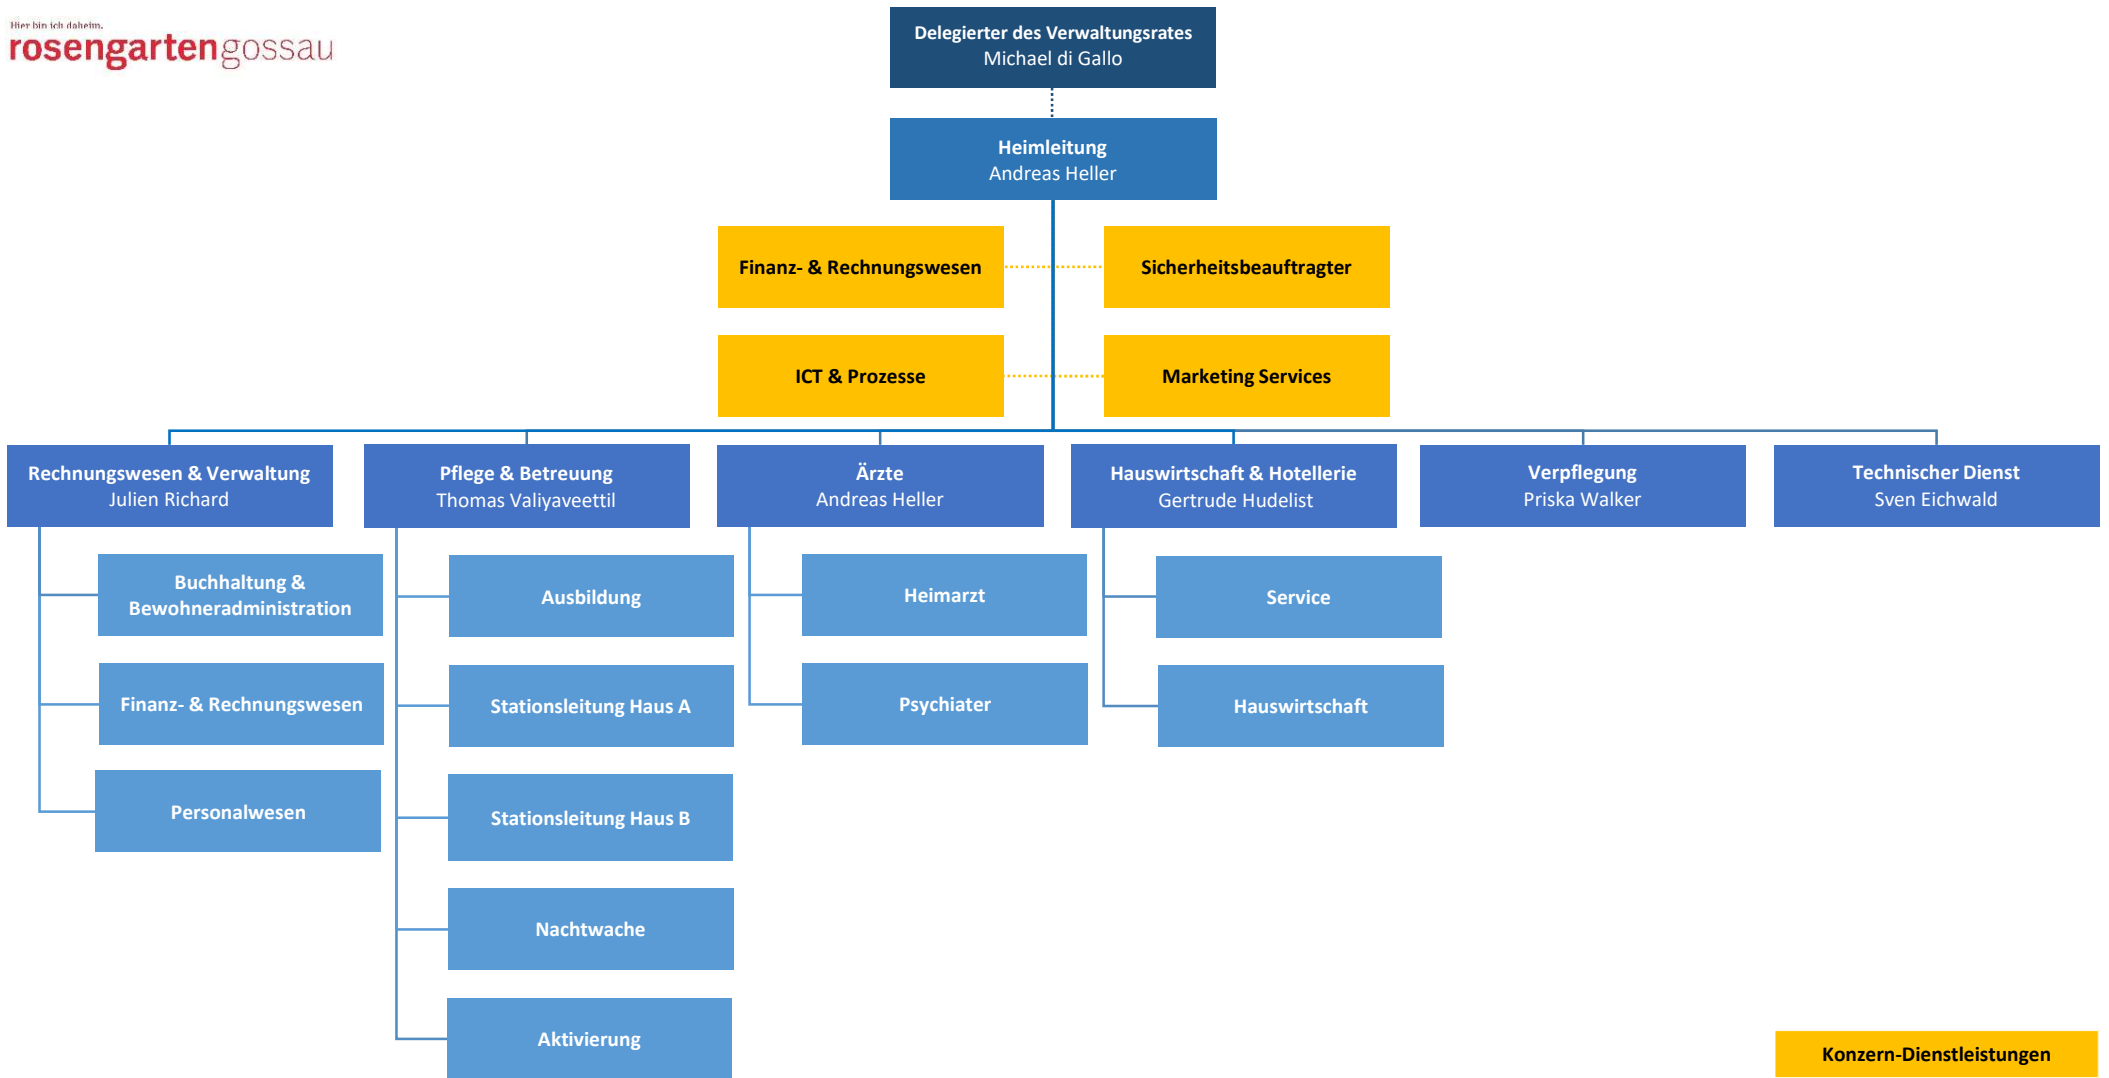 Hier bin ich daheim.
rosengartengossau
Delegierter des Verwaltungsrates
Michael di Gallo
Heimleitung
Andreas Heller
Finanz- & Rechnungswesen
Sicherheitsbeauftragter
ICT & Prozesse
Marketing Services
Rechnungswesen & Verwaltung
Julien Richard
Pflege & Betreuung
Thomas Valiyaveettil
Ärzte
Andreas Heller
Hauswirtschaft & Hotellerie
Gertrude Hudelist
Verpflegung
Priska Walker
Technischer Dienst
Sven Eichwald
Buchhaltung &
Bewohneradministration
Finanz- & Rechnungswesen
Personalwesen
Ausbildung
Stationsleitung Haus A
Stationsleitung Haus B
Nachtwache
Aktivierung
Heimarzt
Psychiater
Service
Hauswirtschaft
Konzern-Dienstleistungen